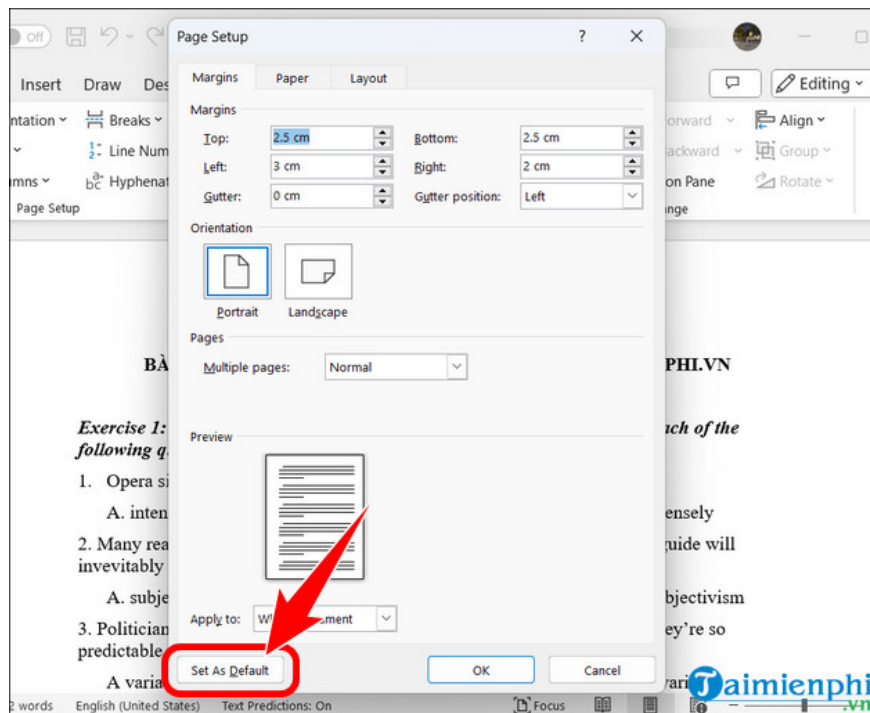 Off
Page Setup ?
Insert Draw Des
Editing
Margins Paper Layout
ntation Breaks
Line Num
mns Hyphenat
Page Setup
orward Align
ackward Group
on Pane Rotate
nge
Margins
Top: 2.5 cm Bottom: 2.5 cm
Left: 3 cm Right: 2 cm
Gutter: 0 cm Gutter position: Left
Orientation
Portrait Landscape
Pages
Multiple pages: Normal
BÀ PHI.VN
Exercise 1: ach of the
following q
Preview
1. Opera si
A. inten ensely
2. Many rea guide will
invevitably
A. subje bjectivism
Apply to:
3. Politician ey're so
predictable
Set As Default OK Cancel
A varia vari
Taimienphi
.vn
2 words English (United States) Text Predictions: On Focus